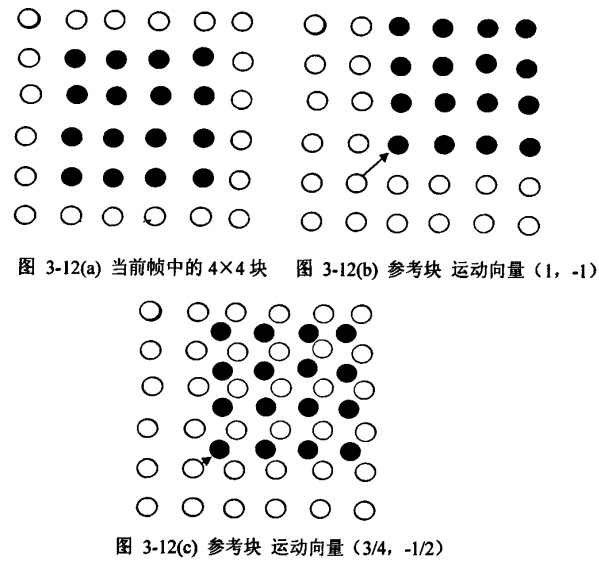 图 3-12(a) 当前帧中的 4×4 块
图 3-12(b) 参考块 运动向量（1，-1）
图 3-12(c) 参考块 运动向量（3/4，-1/2）